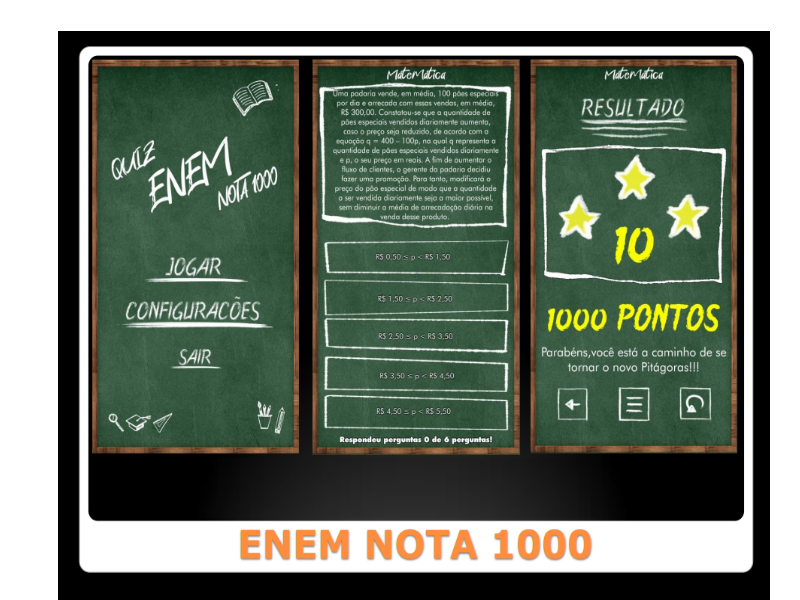 QUIZ
ENEM
NOTA 1000
JOGAR
CONFIGURACÕES
SAIR
Matemática
Uma padaria vende, em média, 100 pães especiais
por dia e arrecada com essas vendas, em média,
R$ 300,00. Constatou-se que a quantidade de
pães especiais vendidos diariamente aumenta,
caso o preço seja reduzido, de acordo com a
equação q = 400 – 100p, na qual q representa a
quantidade de pães especiais vendidos diariamente
e p, o seu preço em reais. A fim de aumentar o
fluxo de clientes, o gerente da padaria decidiu
fazer uma promoção. Para tanto, modificará o
preço do pão especial de modo que a quantidade
a ser vendida diariamente seja a maior possível,
sem diminuir a média de arrecadação diária na
venda desse produto.
R$ 0,50 ≤ p < R$ 1,50
R$ 1,50 ≤ p < R$ 2,50
R$ 2,50 ≤ p < R$ 3,50
R$ 3,50 ≤ p < R$ 4,50
R$ 4,50 ≤ p < R$ 5,50
Respondeu perguntas 0 de 6 perguntas!
Matemática
RESULTADO
10
1000 PONTOS
Parabéns,você está a caminho de se
tornar o novo Pitágoras!!!
ENEM NOTA 1000